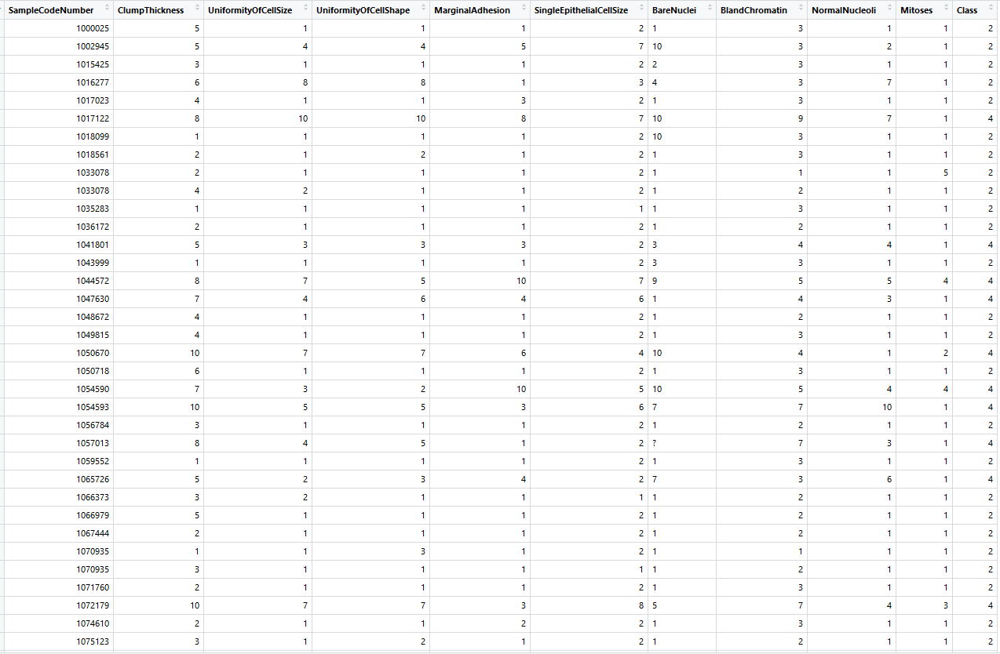 SampleCodeNumber ClumpThickness UniformityOfCellSize UniformityOfCellShape MarginalAdhesion SingleEpithelialCellSize BareNuclei BlandChromatin NormalNucleoli Mitoses Class
1000025 5 1 1 1 2 1 3 1 1 2
1002945 5 4 4 5 7 10 3 2 1 2
1015425 3 1 1 1 2 2 3 1 1 2
1016277 6 8 8 1 3 4 3 7 1 2
1017023 4 1 1 3 2 1 3 1 1 2
1017122 8 10 10 8 7 10 9 7 1 4
1018099 1 1 1 1 2 10 3 1 1 2
1018561 2 1 2 1 2 1 3 1 1 2
1033078 2 1 1 1 2 1 1 1 5 2
1033078 4 2 1 1 2 1 2 1 1 2
1035283 1 1 1 1 1 1 3 1 1 2
1036172 2 1 1 1 2 1 2 1 1 2
1041801 5 3 3 3 2 3 4 4 1 4
1043999 1 1 1 1 2 3 3 1 1 2
1044572 8 7 5 10 7 9 5 5 4 4
1047630 7 4 6 4 6 1 4 3 1 4
1048672 4 1 1 1 2 1 2 1 1 2
1049815 4 1 1 1 2 1 3 1 1 2
1050670 10 7 7 6 4 10 4 1 2 4
1050718 6 1 1 1 2 1 3 1 1 2
1054590 7 3 2 10 5 10 5 4 4 4
1054593 10 5 5 3 6 7 7 10 1 4
1056784 3 1 1 1 2 1 2 1 1 2
1057013 8 4 5 1 2 ? 7 3 1 4
1059552 1 1 1 1 2 1 3 1 1 2
1065726 5 2 3 4 2 7 3 6 1 4
1066373 3 2 1 1 1 1 2 1 1 2
1066979 5 1 1 1 2 1 2 1 1 2
1067444 2 1 1 1 2 1 2 1 1 2
1070935 1 1 3 1 2 1 1 1 1 2
1070935 3 1 1 1 1 1 2 1 1 2
1071760 2 1 1 1 2 1 3 1 1 2
1072179 10 7 7 3 8 5 7 4 3 4
1074610 2 1 1 2 2 1 3 1 1 2
1075123 3 1 2 1 2 1 2 1 1 2